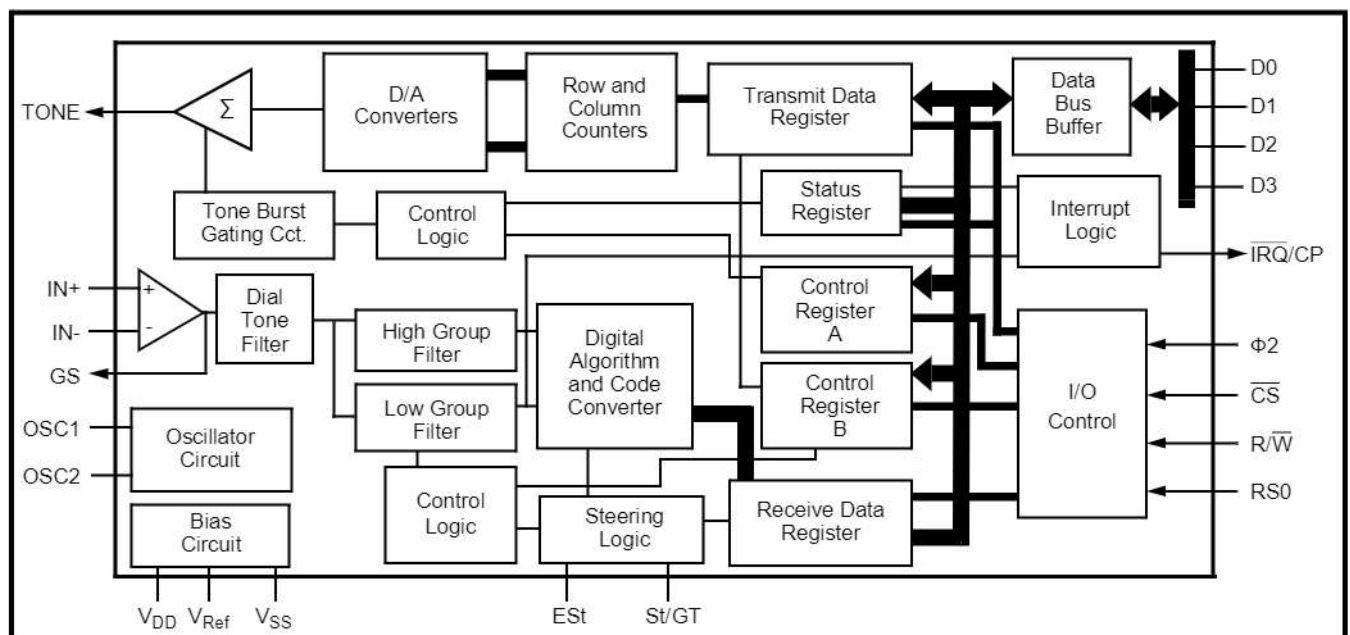 TONE
Σ
D/A
Converters
Row and
Column
Counters
Transmit Data
Register
Data
Bus
Buffer
D0
D1
D2
D3
Tone Burst
Gating Cct.
Control
Logic
Status
Register
Interrupt
Logic
I̅R̅Q̅/CP
IN+
IN-
GS
+
-
Dial
Tone
Filter
High Group
Filter
Low Group
Filter
Digital
Algorithm
and Code
Converter
Control
Register
A
Control
Register
B
I/O
Control
Φ2
C̅S̅
R/W̅
RS0
OSC1
OSC2
Oscillator
Circuit
Bias
Circuit
Control
Logic
Steering
Logic
Receive Data
Register
VDD
VRef
VSS
ESt
St/GT